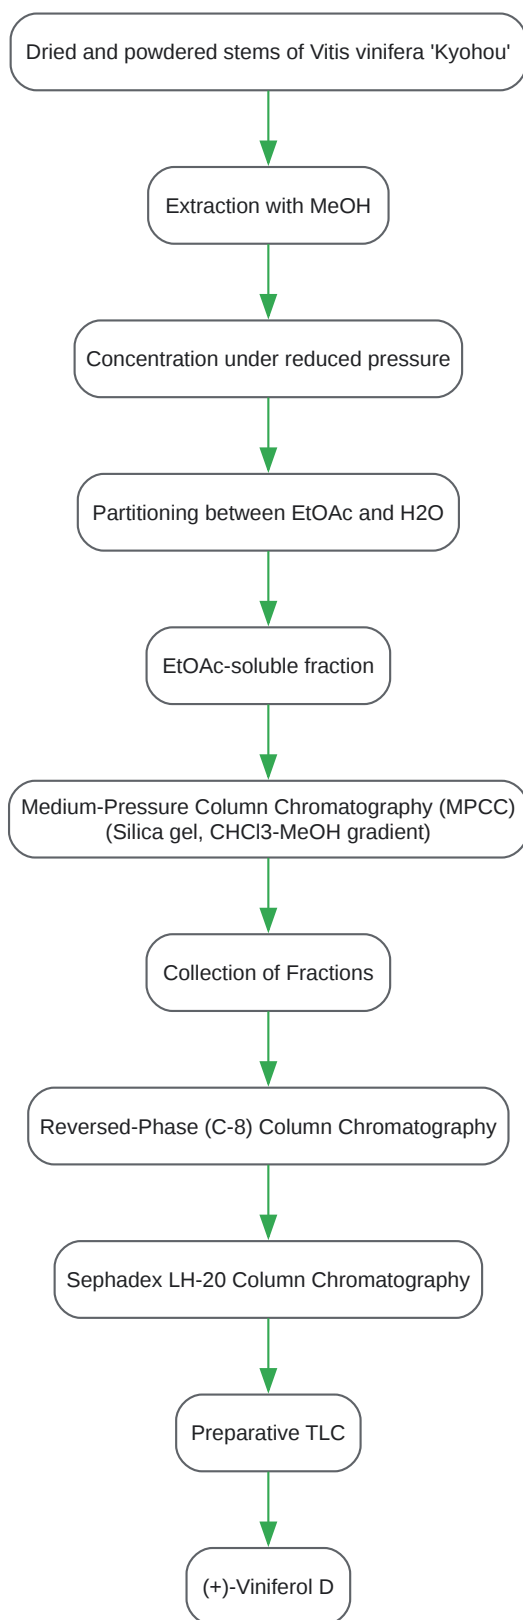 Dried and powdered stems of Vitis vinifera 'Kyohou'
Extraction with MeOH
Concentration under reduced pressure
Partitioning between EtOAc and H2O
EtOAc-soluble fraction
Medium-Pressure Column Chromatography (MPCC)
(Silica gel, CHCl3-MeOH gradient)
Collection of Fractions
Reversed-Phase (C-8) Column Chromatography
Sephadex LH-20 Column Chromatography
Preparative TLC
(+)-Viniferol D